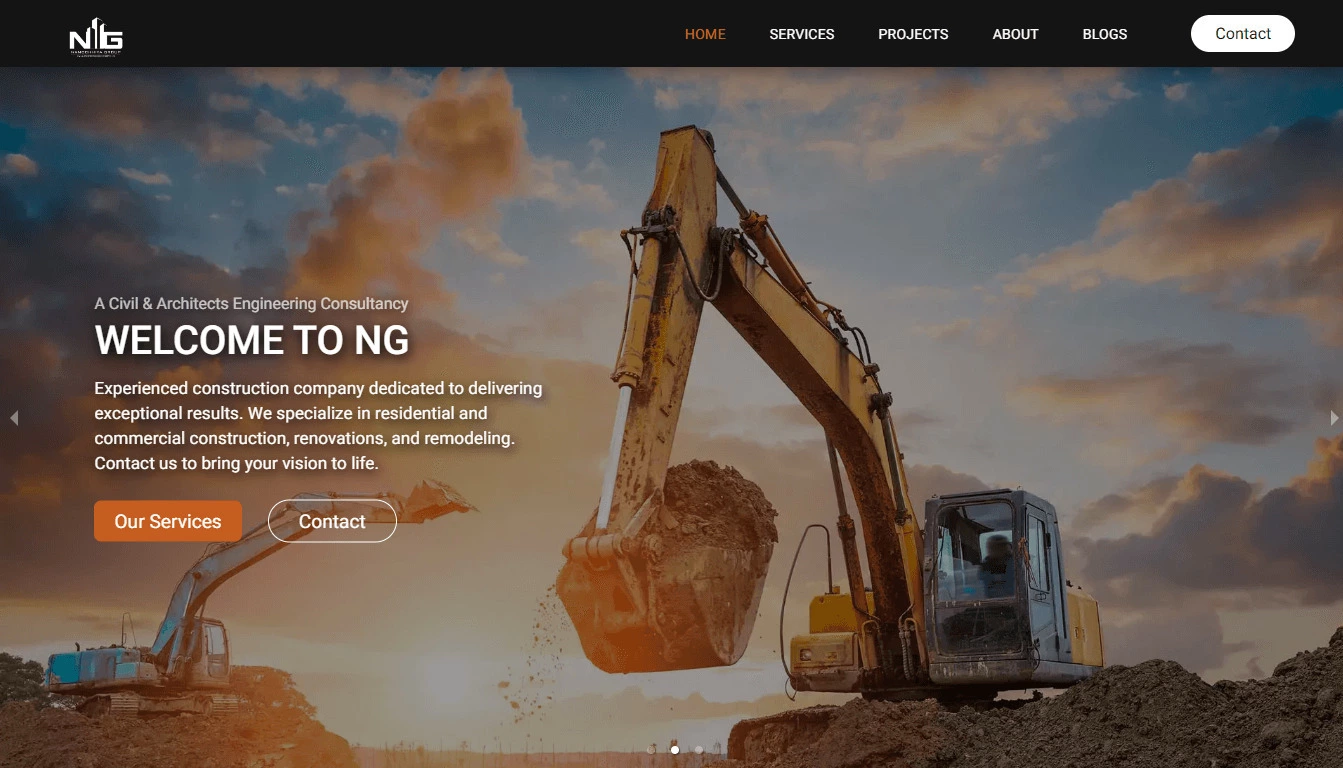 NG
HOME
SERVICES
PROJECTS
ABOUT
BLOGS
Contact
A Civil & Architects Engineering Consultancy
WELCOME TO NG
Experienced construction company dedicated to delivering
exceptional results. We specialize in residential and
commercial construction, renovations, and remodeling.
Contact us to bring your vision to life.
Our Services
Contact